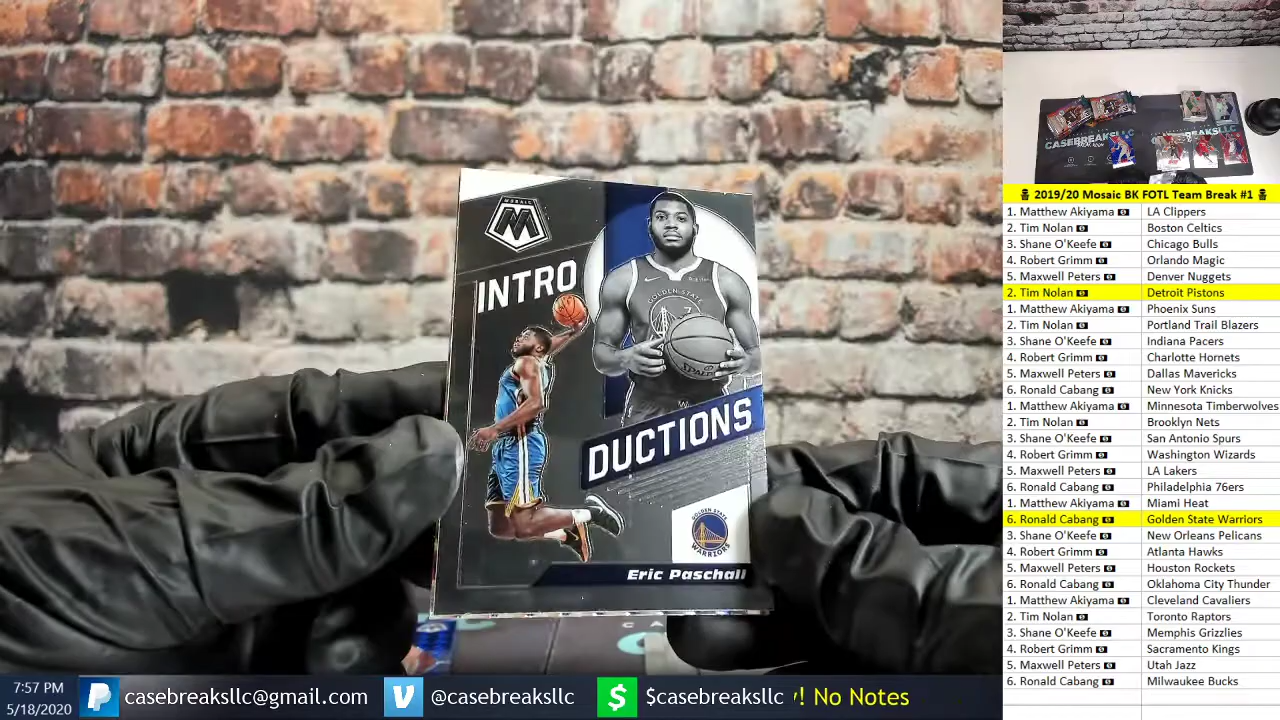 MOSAIC
INTRO
GOLDEN STATE
7
SPALDING
DUCTIONS
GOLDEN STATE
WARRIORS
Eric Paschall
CASEBREAKSLLC
2019/20 Mosaic BK FOTL Team Break #1
1. Matthew Akiyama LA Clippers
2. Tim Nolan Boston Celtics
3. Shane O'Keefe Chicago Bulls
4. Robert Grimm Orlando Magic
5. Maxwell Peters Denver Nuggets
2. Tim Nolan Detroit Pistons
1. Matthew Akiyama Phoenix Suns
2. Tim Nolan Portland Trail Blazers
3. Shane O'Keefe Indiana Pacers
4. Robert Grimm Charlotte Hornets
5. Maxwell Peters Dallas Mavericks
6. Ronald Cabang New York Knicks
1. Matthew Akiyama Minnesota Timberwolves
2. Tim Nolan Brooklyn Nets
3. Shane O'Keefe San Antonio Spurs
4. Robert Grimm Washington Wizards
5. Maxwell Peters LA Lakers
6. Ronald Cabang Philadelphia 76ers
1. Matthew Akiyama Miami Heat
6. Ronald Cabang Golden State Warriors
3. Shane O'Keefe New Orleans Pelicans
4. Robert Grimm Atlanta Hawks
5. Maxwell Peters Houston Rockets
6. Ronald Cabang Oklahoma City Thunder
1. Matthew Akiyama Cleveland Cavaliers
2. Tim Nolan Toronto Raptors
3. Shane O'Keefe Memphis Grizzlies
4. Robert Grimm Sacramento Kings
5. Maxwell Peters Utah Jazz
6. Ronald Cabang Milwaukee Bucks
7:57 PM
5/18/2020
casebreaksllc@gmail.com
@casebreaksllc
$casebreaksllc
y! No Notes